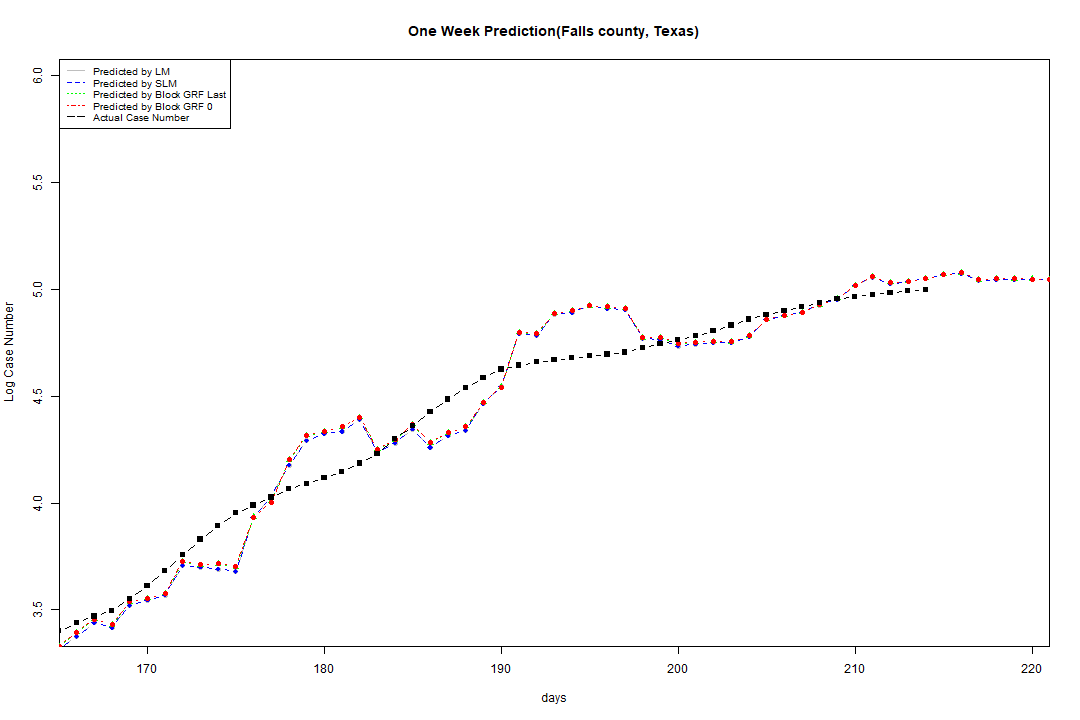 One Week Prediction(Falls county, Texas)
Predicted by LM
Predicted by SLM
Predicted by Block GRF Last
Predicted by Block GRF 0
Actual Case Number
6.0
5.5
5.0
4.5
4.0
3.5
Log Case Number
170 180 190 200 210 220
days